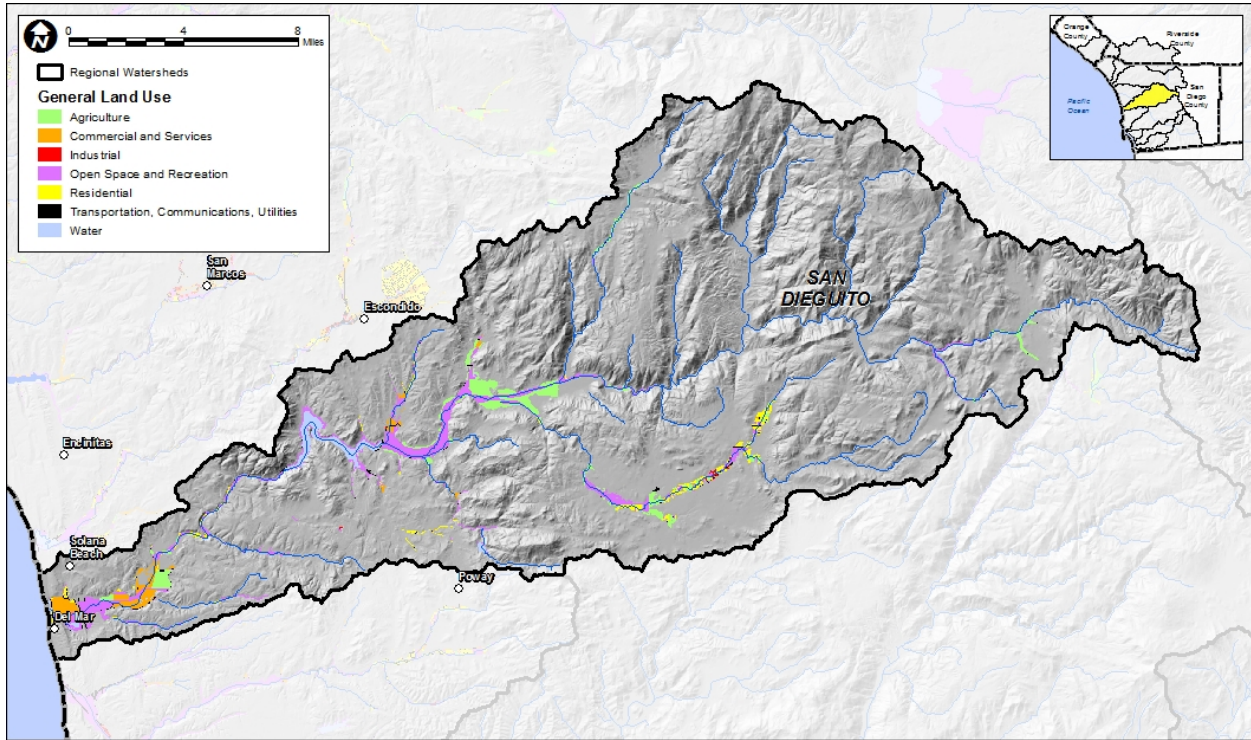 N
0 4 8
Miles
Regional Watersheds
General Land Use
Agriculture
Commercial and Services
Industrial
Open Space and Recreation
Residential
Transportation, Communications, Utilities
Water
Orange
County
Riverside
County
San
Diego
County
Pacific
Ocean
SAN
DIEGUITO
San
Marcos
Escondido
Encinitas
Solana
Beach
Del Mar
Poway